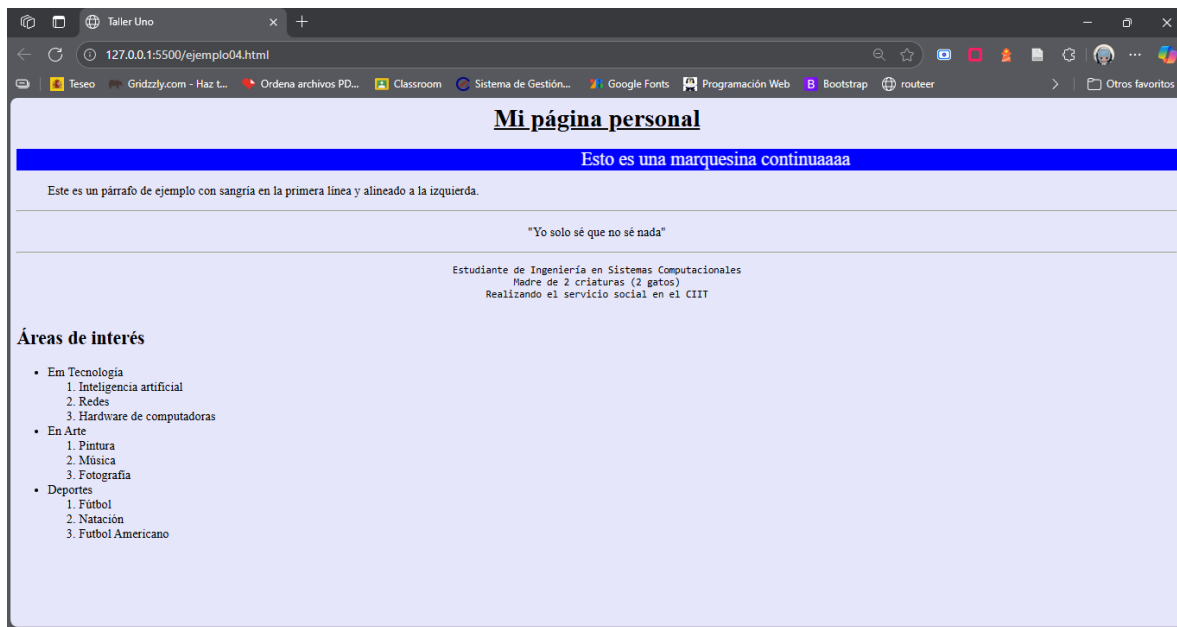 Taller Uno
127.0.0.1:5500/ejemplo04.html
Teseo Gridzzly.com - Haz t... Ordena archivos PD... Classroom Sistema de Gestión... Google Fonts Programación Web Bootstrap routeer Otros favoritos
Mi página personal
Esto es una marquesina continuaaaa
Este es un párrafo de ejemplo con sangría en la primera línea y alineado a la izquierda.
"Yo solo sé que no sé nada"
Estudiante de Ingeniería en Sistemas Computacionales
Madre de 2 criaturas (2 gatos)
Realizando el servicio social en el CIIT
Áreas de interés
• Em Tecnología
1. Inteligencia artificial
2. Redes
3. Hardware de computadoras
• En Arte
1. Pintura
2. Música
3. Fotografía
• Deportes
1. Fútbol
2. Natación
3. Futbol Americano